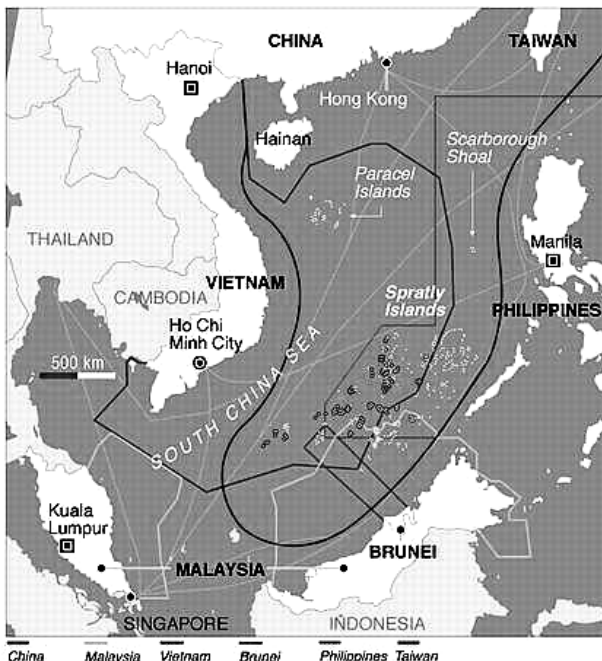 CHINA
TAIWAN
Hanoi
Hong Kong
Hainan
Scarborough
Shoal
Paracel
Islands
THAILAND
Manila
VIETNAM
CAMBODIA
Spratly
Islands
PHILIPPINES
Ho Chi
Minh City
500 km
SOUTH CHINA SEA
Kuala
Lumpur
BRUNEI
MALAYSIA
SINGAPORE
INDONESIA
China Malaysia Vietnam Brunei Philippines Taiwan